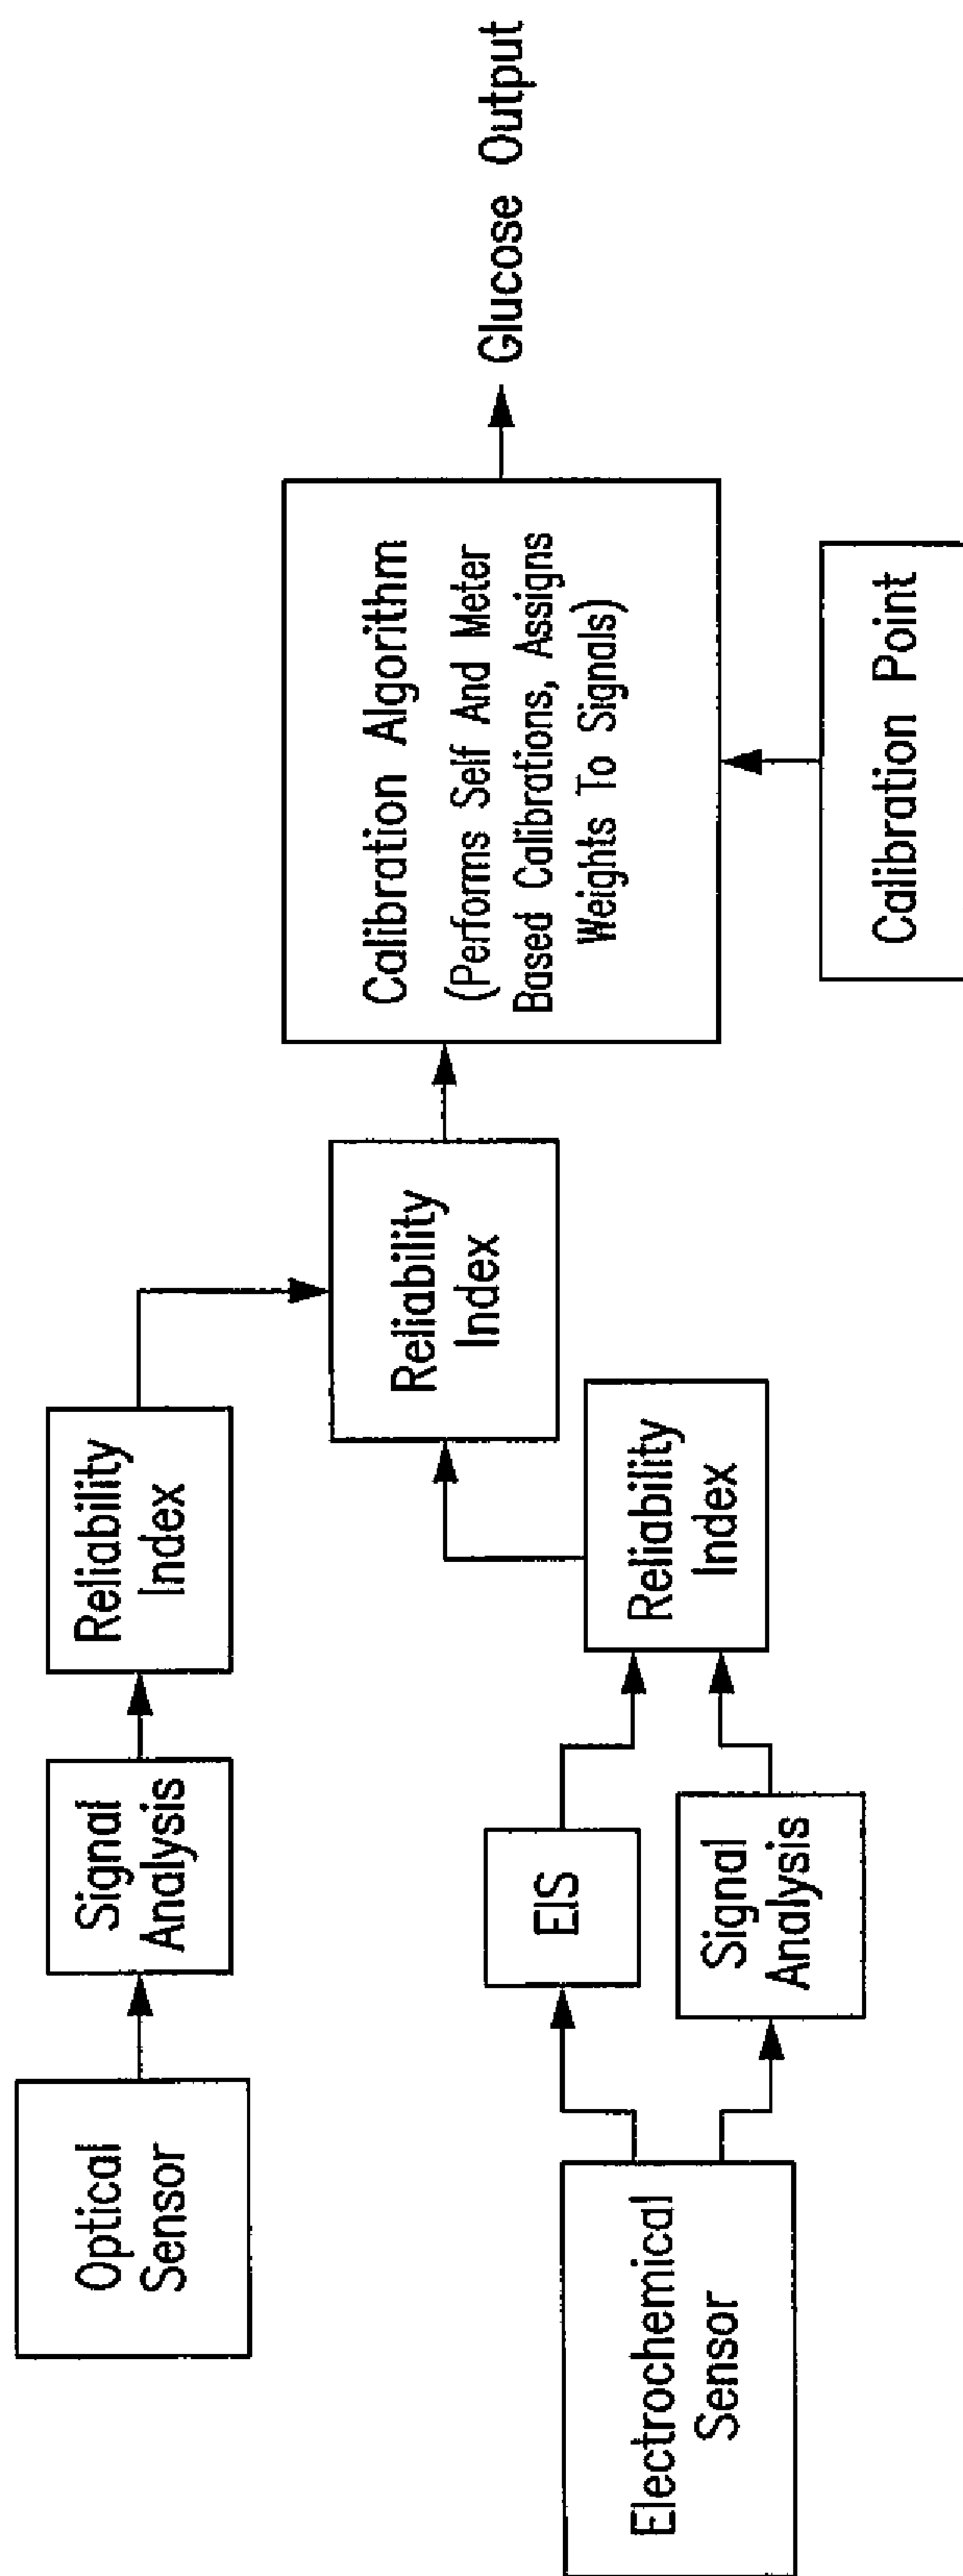 Optical
Sensor
Signal
Analysis
Reliability
Index
Electrochemical
Sensor
EIS
Signal
Analysis
Reliability
Index
Reliability
Index
Calibration Algorithm
(Performs Self And Meter
Based Calibrations, Assigns
Weights To Signals)
Calibration Point
Glucose Output